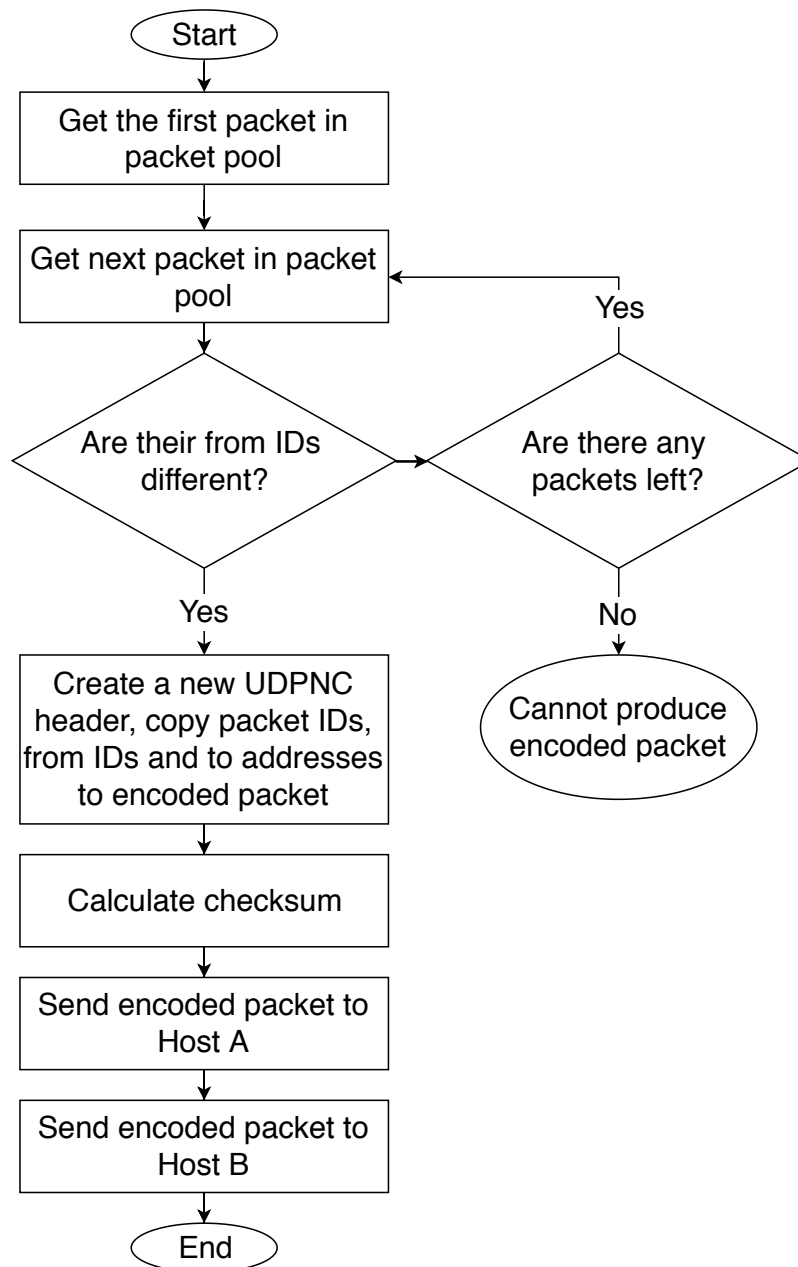 Start
Get the first packet in
packet pool
Get next packet in packet
pool
Yes
Are their from IDs
different?
Are there any
packets left?
Yes
No
Create a new UDPNC
header, copy packet IDs,
from IDs and to addresses
to encoded packet
Cannot produce
encoded packet
Calculate checksum
Send encoded packet to
Host A
Send encoded packet to
Host B
End